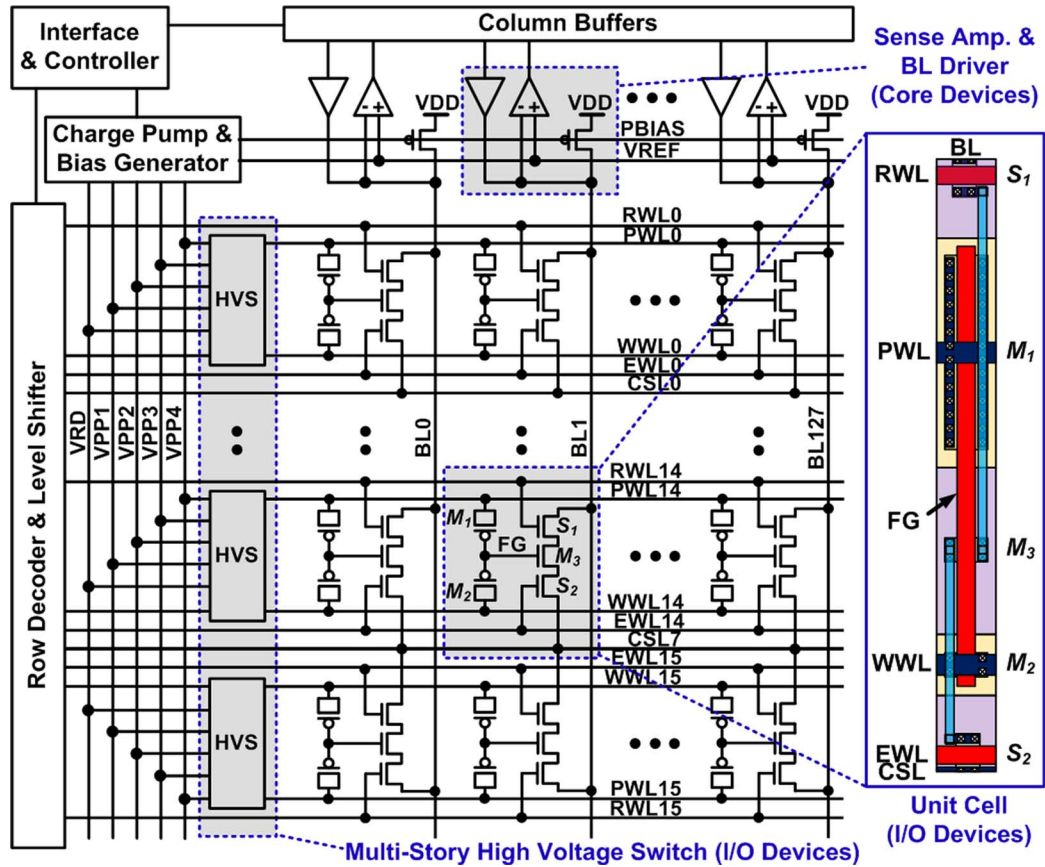 Interface
& Controller
Column Buffers
Sense Amp. &
BL Driver
(Core Devices)
Charge Pump &
Bias Generator
- +
- +
- +
VDD
VDD
VDD
PBIAS
VREF
Row Decoder & Level Shifter
RWL0
PWL0
HVS
WWL0
EWL0
CSL0
VRD
VPP1
VPP2
VPP3
VPP4
BL0
BL1
BL127
RWL14
PWL14
HVS
M1
FG
S1
M3
M2
S2
WWL14
EWL14
CSL7
EWL15
WWL15
HVS
PWL15
RWL15
BL
RWL
S1
PWL
M1
FG
M3
WWL
M2
EWL
S2
CSL
Unit Cell
(I/O Devices)
Multi-Story High Voltage Switch (I/O Devices)